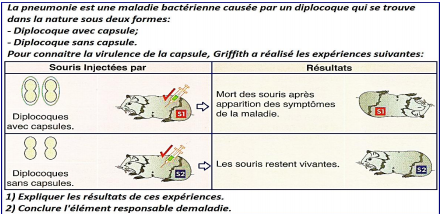 La pneumonie est une maladie bactérienne causée par un diplocoque qui se trouve
dans la nature sous deux formes:
- Diplocoque avec capsule;
- Diplocoque sans capsule.
Pour connaitre la virulence de la capsule, Griffith a réalisé les expériences suivantes:
Souris Injectées par
Résultats
Diplocoques
avec capsules.
S1
Mort des souris après
apparition des symptômes
de la maladie.
S1
Diplocoques
sans capsules.
S2
Les souris restent vivantes.
S2
1) Expliquer les résultats de ces expériences.
2) Conclure l'élément responsable demaladie.